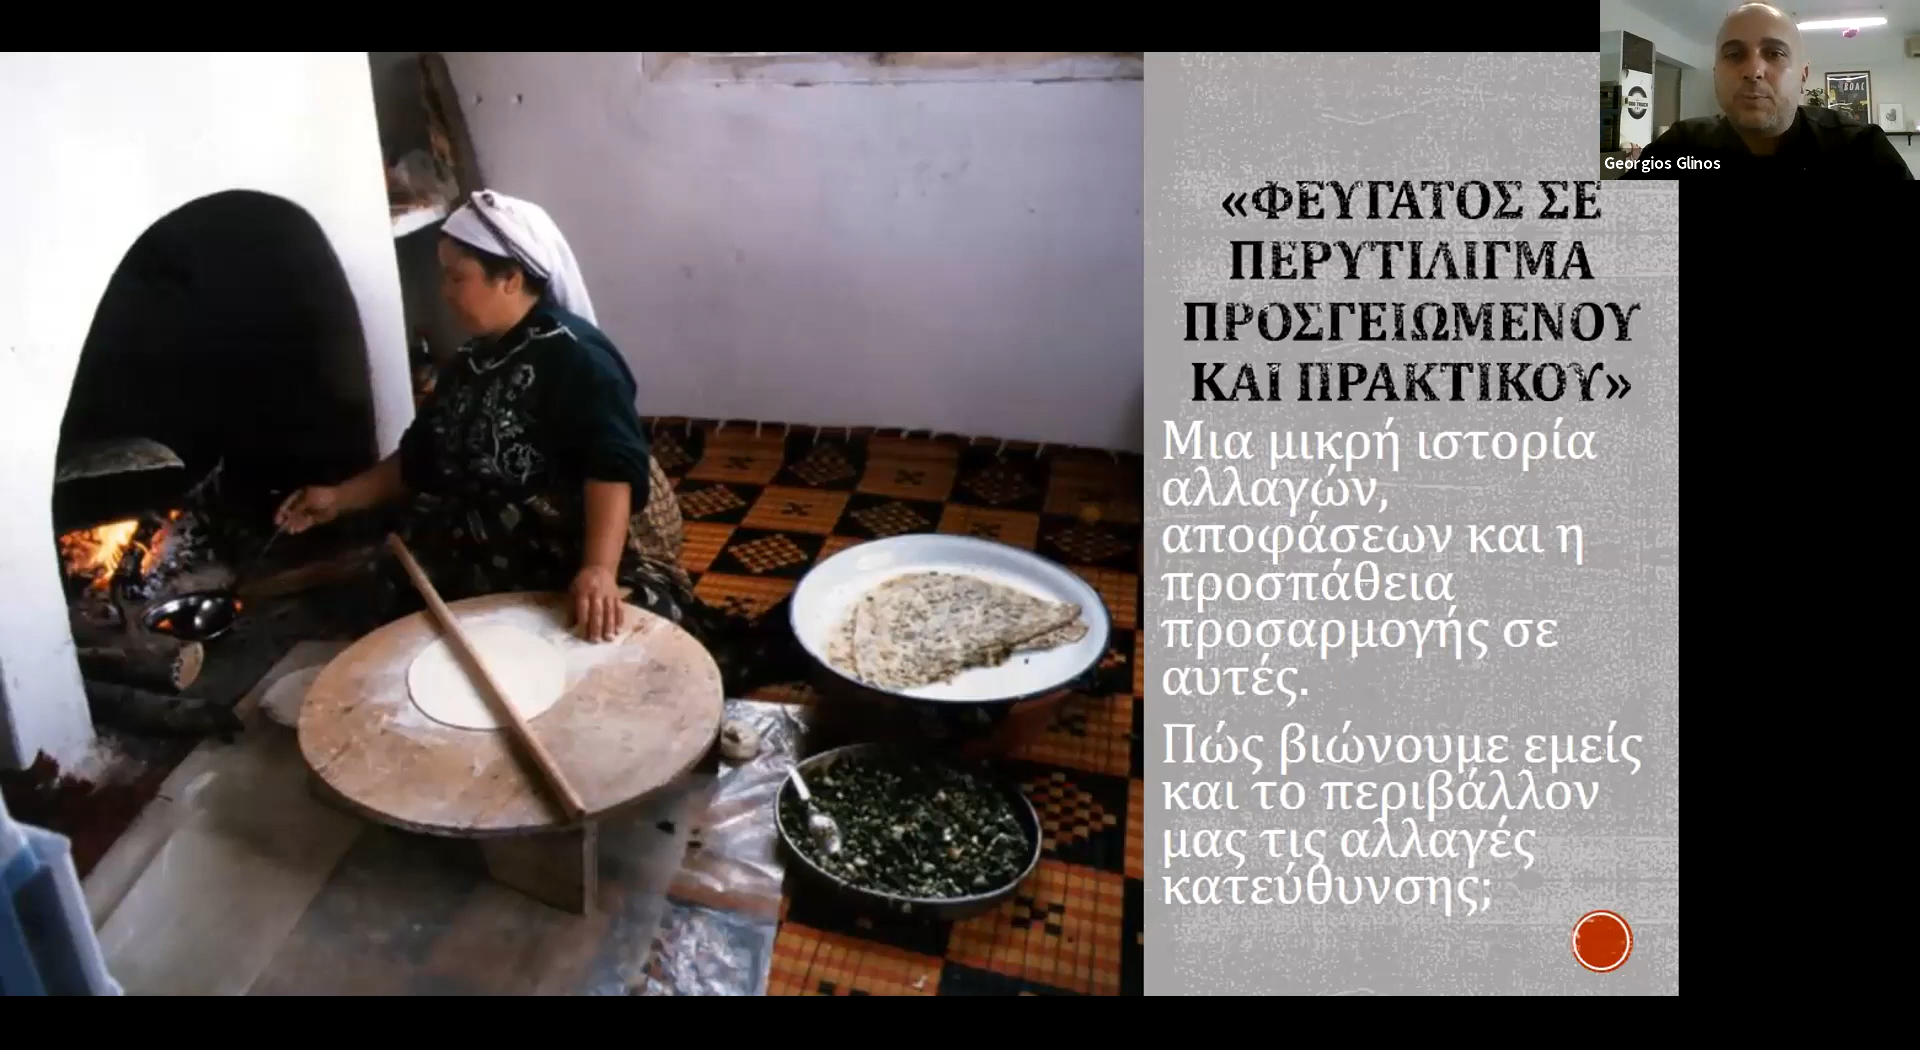 «ΦΕΥΓΑΤΟΣ ΣΕ
ΠΕΡΥΤΙΛΙΓΜΑ
ΠΡΟΣΓΕΙΩΜΕΝΟΥ
ΚΑΙ ΠΡΑΚΤΙΚΟΥ»
Μια μικρή ιστορία
αλλαγών,
αποφάσεων και η
προσπάθεια
προσαρμογής σε
αυτές.
Πώς βιώνουμε εμείς
και το περιβάλλον
μας τις αλλαγές
κατεύθυνσης;
Georgios Glinos
BOAL